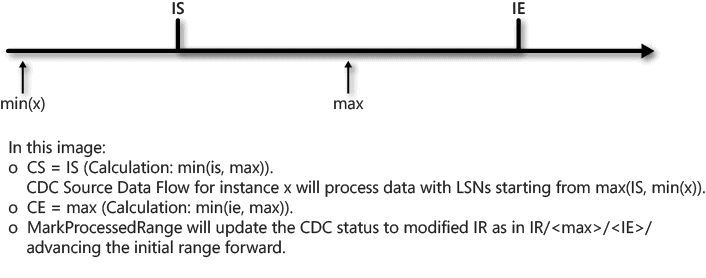 IS IE
min(x) max
In this image:
o CS = IS (Calculation: min(is, max)).
CDC Source Data Flow for instance x will process data with LSNs starting from max(IS, min(x)).
o CE = max (Calculation: min(ie, max)).
o MarkProcessedRange will update the CDC status to modified IR as in IR/<max>/<IE>/
advancing the initial range forward.